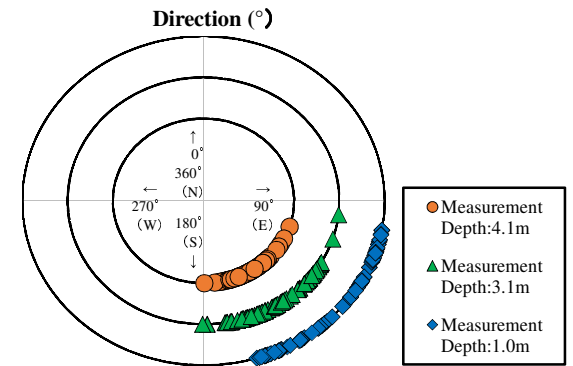 Direction (°)
↑
0°
360°
(N)
←
270°
(W)
→
90°
(E)
180°
(S)
↓
Measurement
Depth:4.1m
Measurement
Depth:3.1m
Measurement
Depth:1.0m